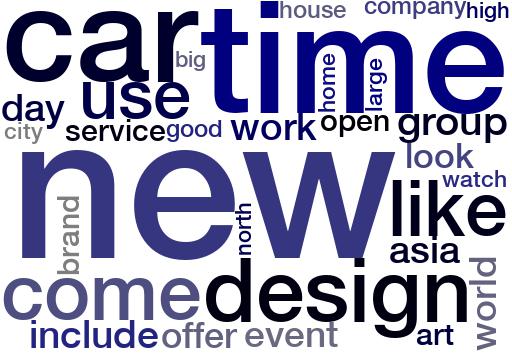 car
time
house
company
high
big
home
large
day
use
city
service
good
work
open
group
new
look
watch
like
brand
north
asia
come
design
world
include
offer
event
art